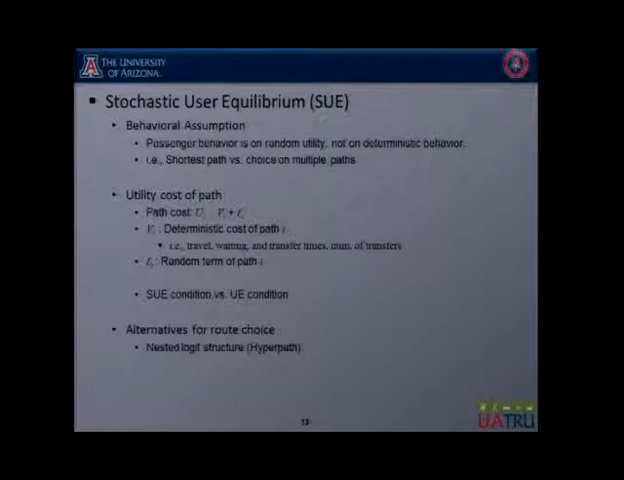 THE UNIVERSITY
OF ARIZONA.
Stochastic User Equilibrium (SUE)
Behavioral Assumption
Passenger behavior is on random utility, not on deterministic behavior.
i.e., Shortest path vs. choice on multiple paths
Utility cost of path
Path cost: U V + ε
V : Deterministic cost of path i
i.e., travel, waiting, and transfer times, num. of transfers
ε : Random term of path i
SUE condition vs. UE condition
Alternatives for route choice
Nested logit structure (Hyperpath)
UATRU